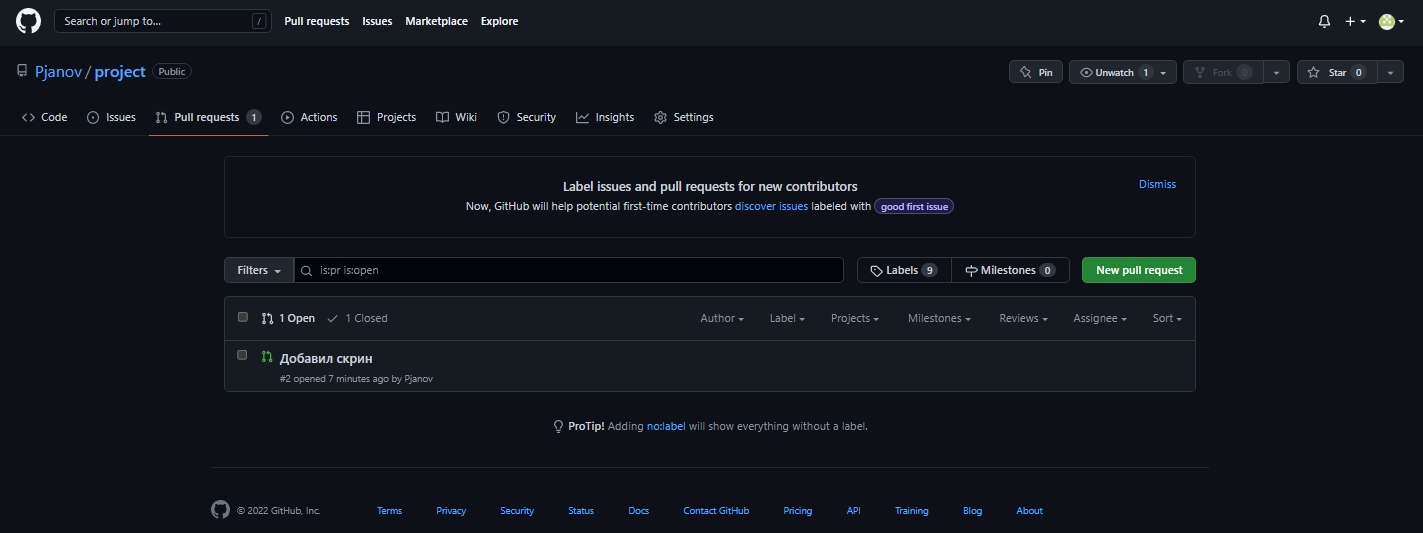 Search or jump to... / Pull requests Issues Marketplace Explore
Pjanov / project Public Pin Unwatch 1 Fork 0 Star 0
Code Issues Pull requests 1 Actions Projects Wiki Security Insights Settings
Label issues and pull requests for new contributors
Dismiss
Now, GitHub will help potential first-time contributors discover issues labeled with good first issue
Filters is:pr is:open Labels 9 Milestones 0 New pull request
1 Open 1 Closed Author Label Projects Milestones Reviews Assignee Sort
Добавил скрин
#2 opened 7 minutes ago by Pjanov
ProTip! Adding no:label will show everything without a label.
© 2022 GitHub, Inc. Terms Privacy Security Status Docs Contact GitHub Pricing API Training Blog About